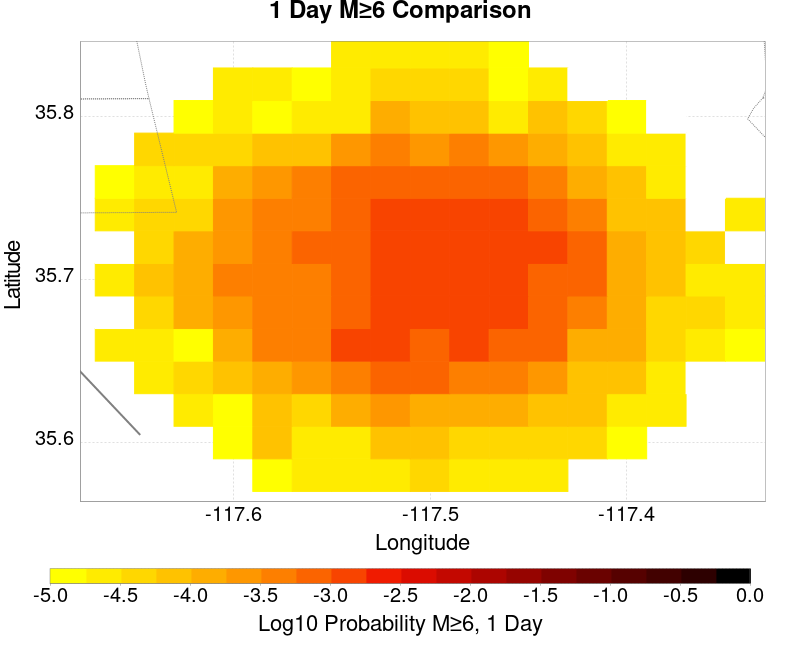 1 Day M≥6 Comparison
35.8
35.7
35.6
Latitude
-117.6 -117.5 -117.4
Longitude
-5.0 -4.5 -4.0 -3.5 -3.0 -2.5 -2.0 -1.5 -1.0 -0.5 0.0
Log10 Probability M≥6, 1 Day